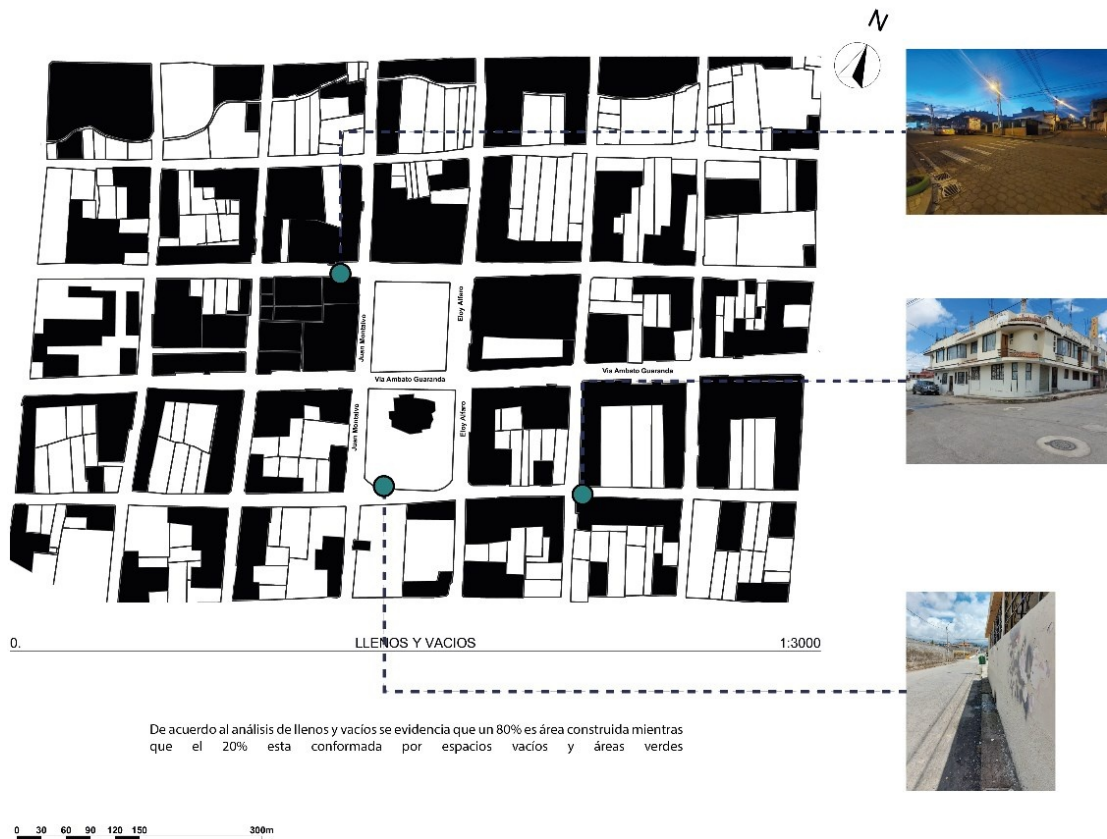 N
Juan Montalvo
Eloy Alfaro
Via Ambato Guaranda
Via Ambato Guaranda
Juan Montalvo
Eloy Alfaro
0.
LLENOS Y VACIOS
1:3000
De acuerdo al análisis de llenos y vacíos se evidencia que un 80% es área construida mientras
que el 20% esta conformada por espacios vacíos y áreas verdes
0 30 60 90 120 150 300m